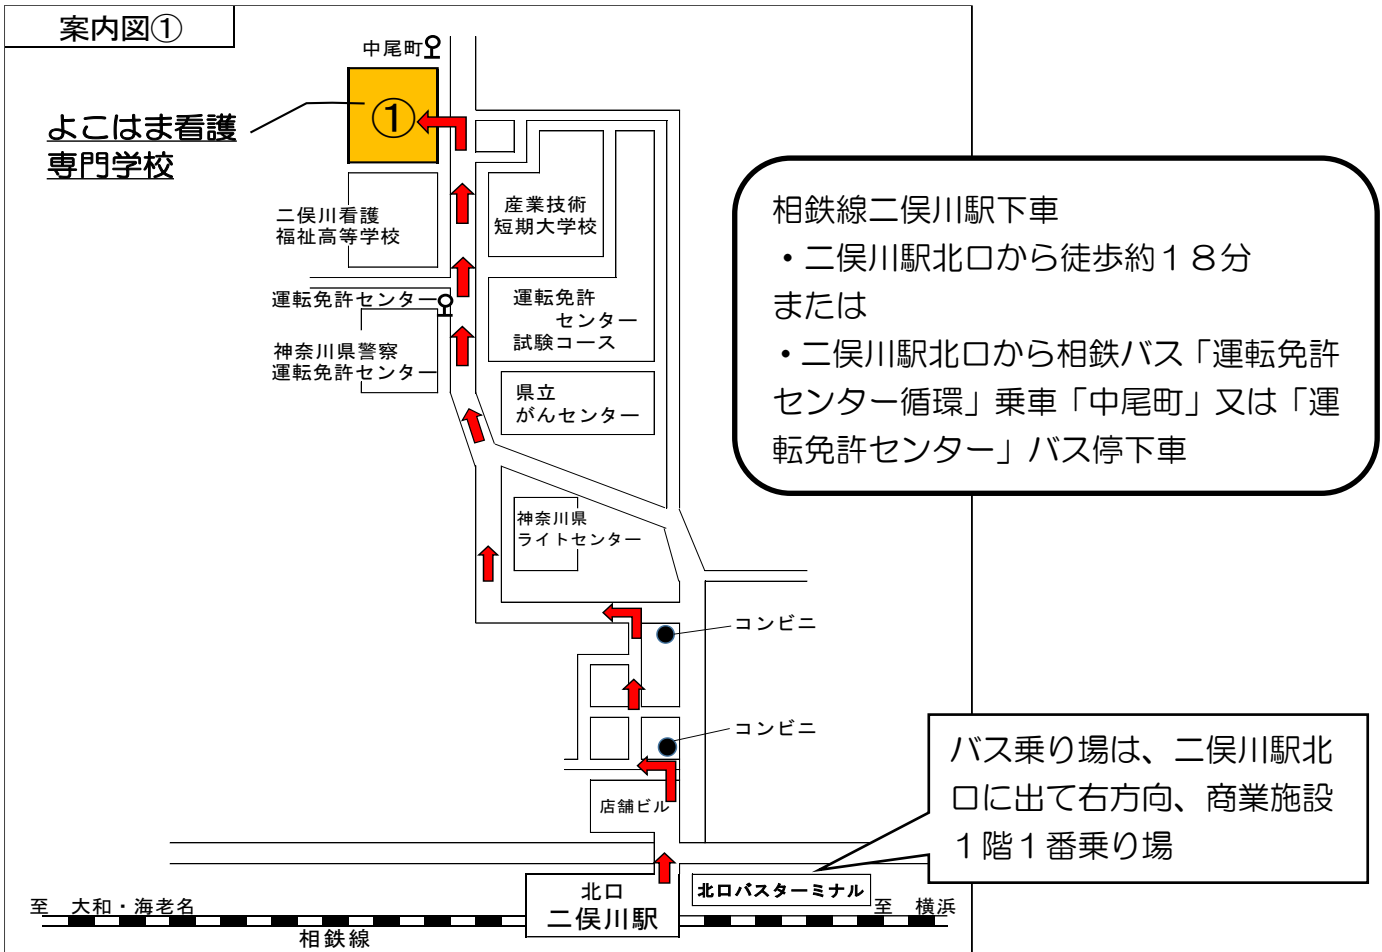 案内図①
中尾町
①
よこはま看護
専門学校
二俣川看護
福祉高等学校
産業技術
短期大学校
運転免許センター
神奈川県警察
運転免許センター
運転免許
センター
試験コース
県立
がんセンター
神奈川県
ライトセンター
相鉄線二俣川駅下車
・二俣川駅北口から徒歩約１８分
または
・二俣川駅北口から相鉄バス「運転免許
センター循環」乗車「中尾町」又は「運
転免許センター」バス停下車
コンビニ
コンビニ
店舗ビル
バス乗り場は、二俣川駅北
口に出て右方向、商業施設
１階１番乗り場
北口
二俣川駅
北口バスターミナル
至　大和・海老名
至　横浜
相鉄線